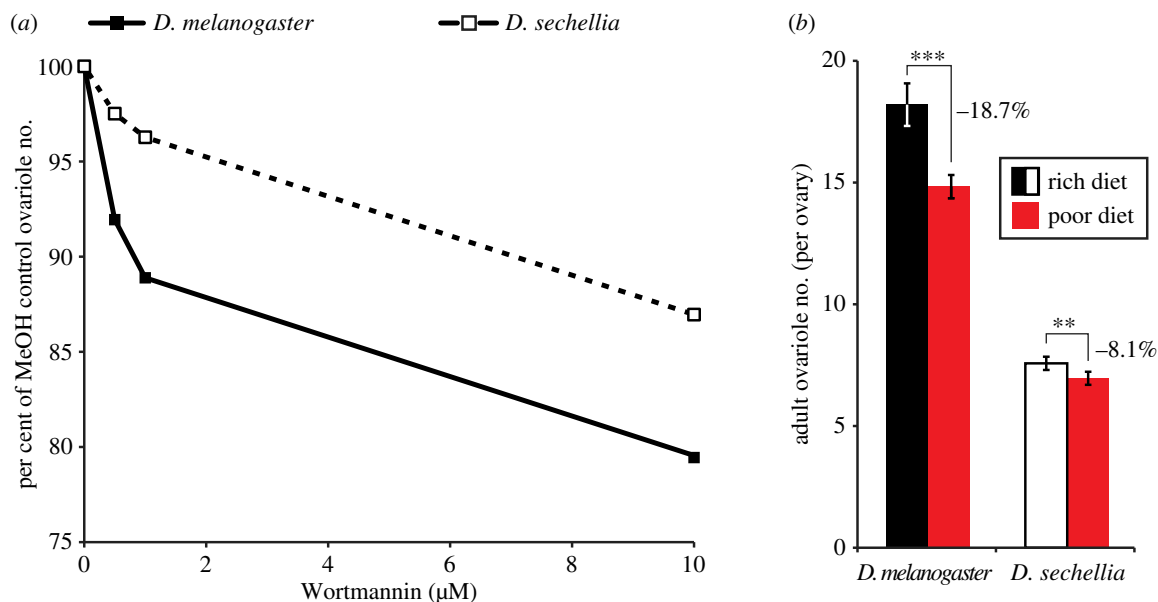 (a)
D. melanogaster
D. sechellia
per cent of MeOH control ovariole no.
100
95
90
85
80
75
0
2
4
6
8
10
Wortmannin (µM)
(b)
adult ovariole no. (per ovary)
20
15
10
5
0
***
–18.7%
rich diet
poor diet
**
–8.1%
D. melanogaster
D. sechellia